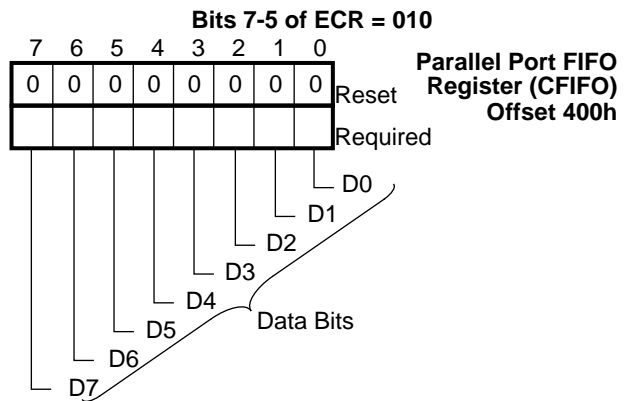 Bits 7-5 of ECR = 010
7 6 5 4 3 2 1 0
Parallel Port FIFO
Register (CFIFO)
Offset 400h
0 0 0 0 0 0 0 0 Reset
Required
D0
D1
D2
D3
D4
D5
D6
D7
Data Bits